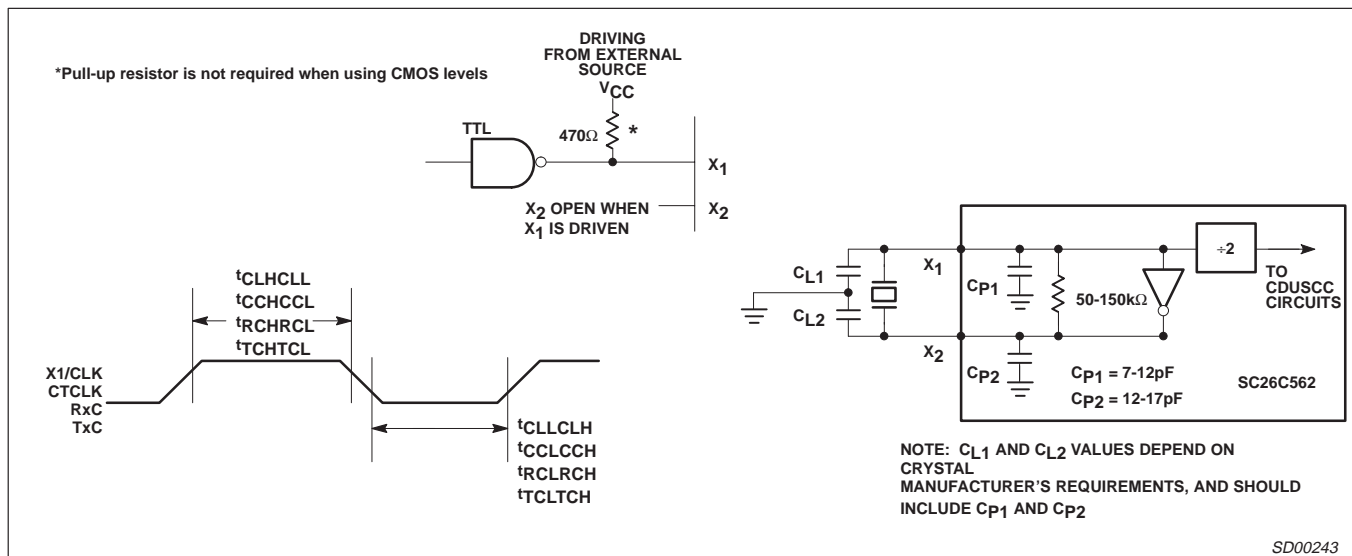 *Pull-up resistor is not required when using CMOS levels
DRIVING
FROM EXTERNAL
SOURCE
VCC
TTL
470Ω
*
X1
X2 OPEN WHEN
X1 IS DRIVEN
X2
tCLHCLL
tCCHCCL
tRCHRCL
tTCHTCL
X1/CLK
CTCLK
RxC
TxC
tCLLCLH
tCCLCCH
tRCLRCH
tTCLTCH
CL1
CL2
X1
X2
CP1
CP2
50-150kΩ
÷2
TO
CDUSCC
CIRCUITS
CP1 = 7-12pF
CP2 = 12-17pF
SC26C562
NOTE: CL1 AND CL2 VALUES DEPEND ON
CRYSTAL
MANUFACTURER'S REQUIREMENTS, AND SHOULD
INCLUDE CP1 AND CP2
SD00243